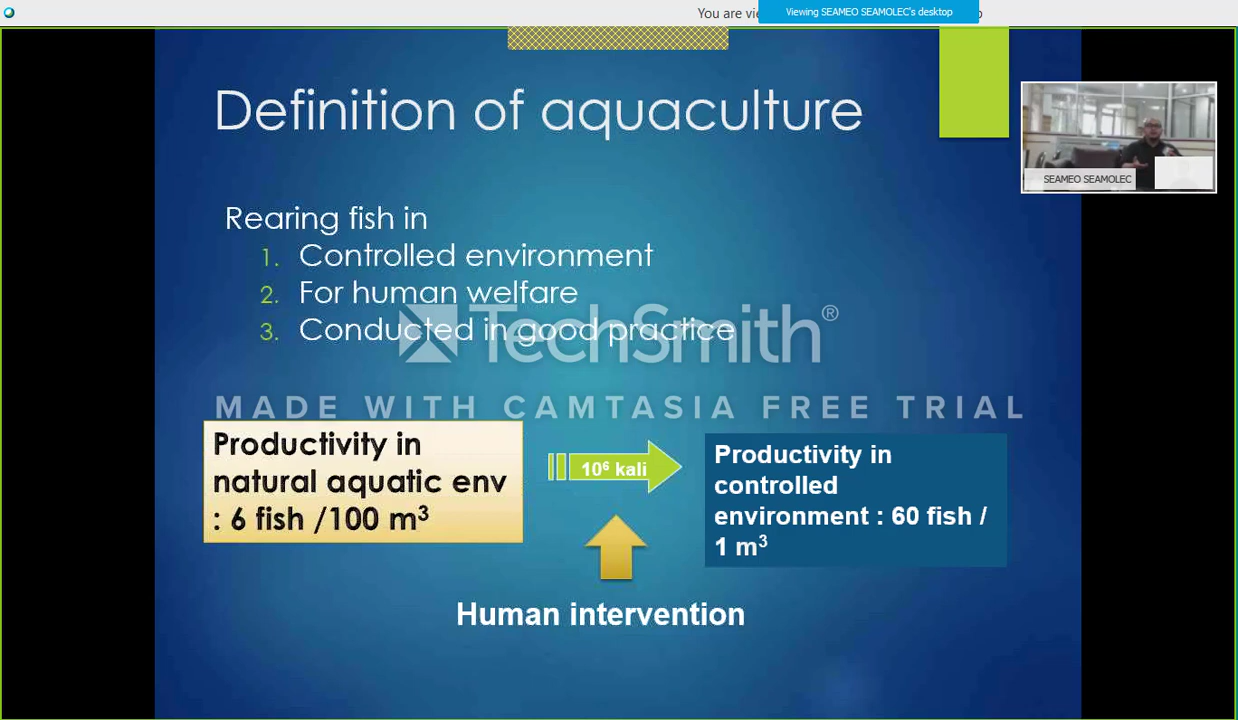 You are vie
Viewing SEAMEO SEAMOLEC's desktop
Definition of aquaculture
SEAMEO SEAMOLEC
Rearing fish in
1. Controlled environment
2. For human welfare
3. Conducted in good practice
TechSmith®
MADE WITH CAMTASIA FREE TRIAL
Productivity in
natural aquatic env
: 6 fish /100 m³
10⁶ kali
Productivity in
controlled
environment : 60 fish /
1 m³
Human intervention